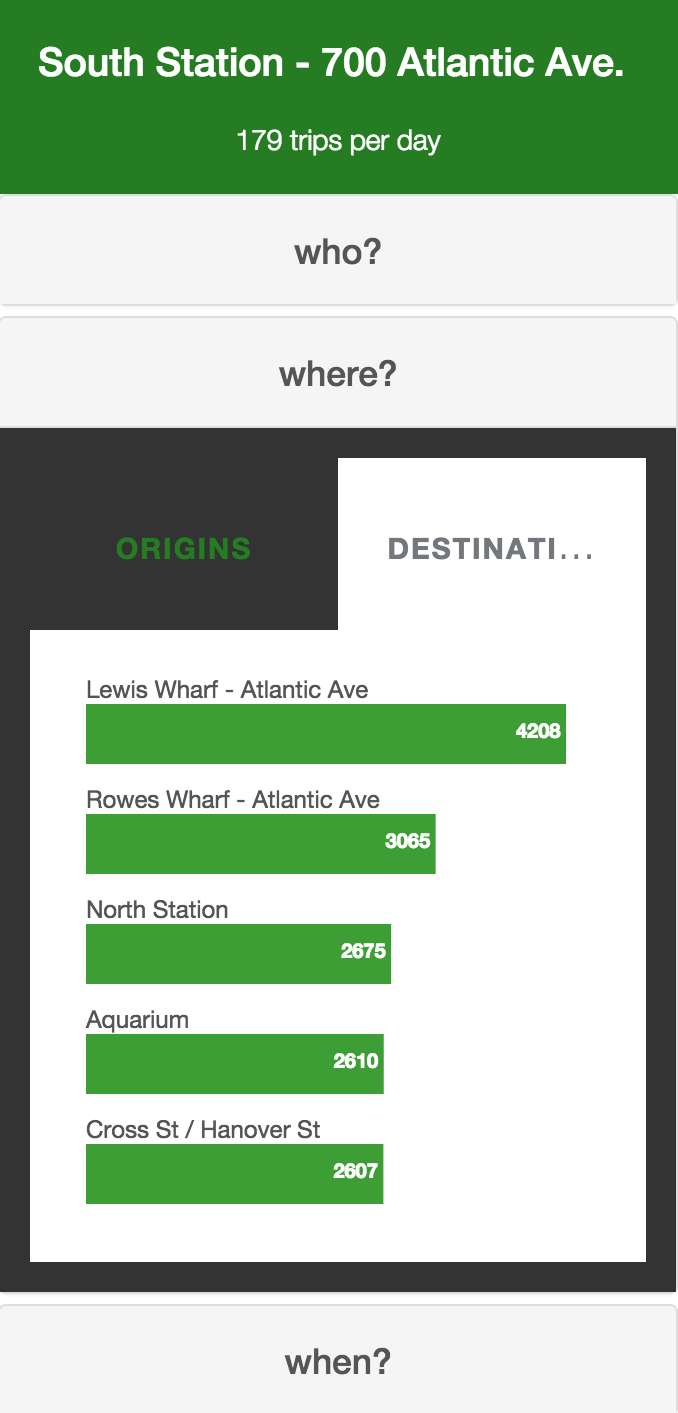 South Station - 700 Atlantic Ave.
179 trips per day
who?
where?
ORIGINS
DESTINATI...
Lewis Wharf - Atlantic Ave
4208
Rowes Wharf - Atlantic Ave
3065
North Station
2675
Aquarium
2610
Cross St / Hanover St
2607
when?